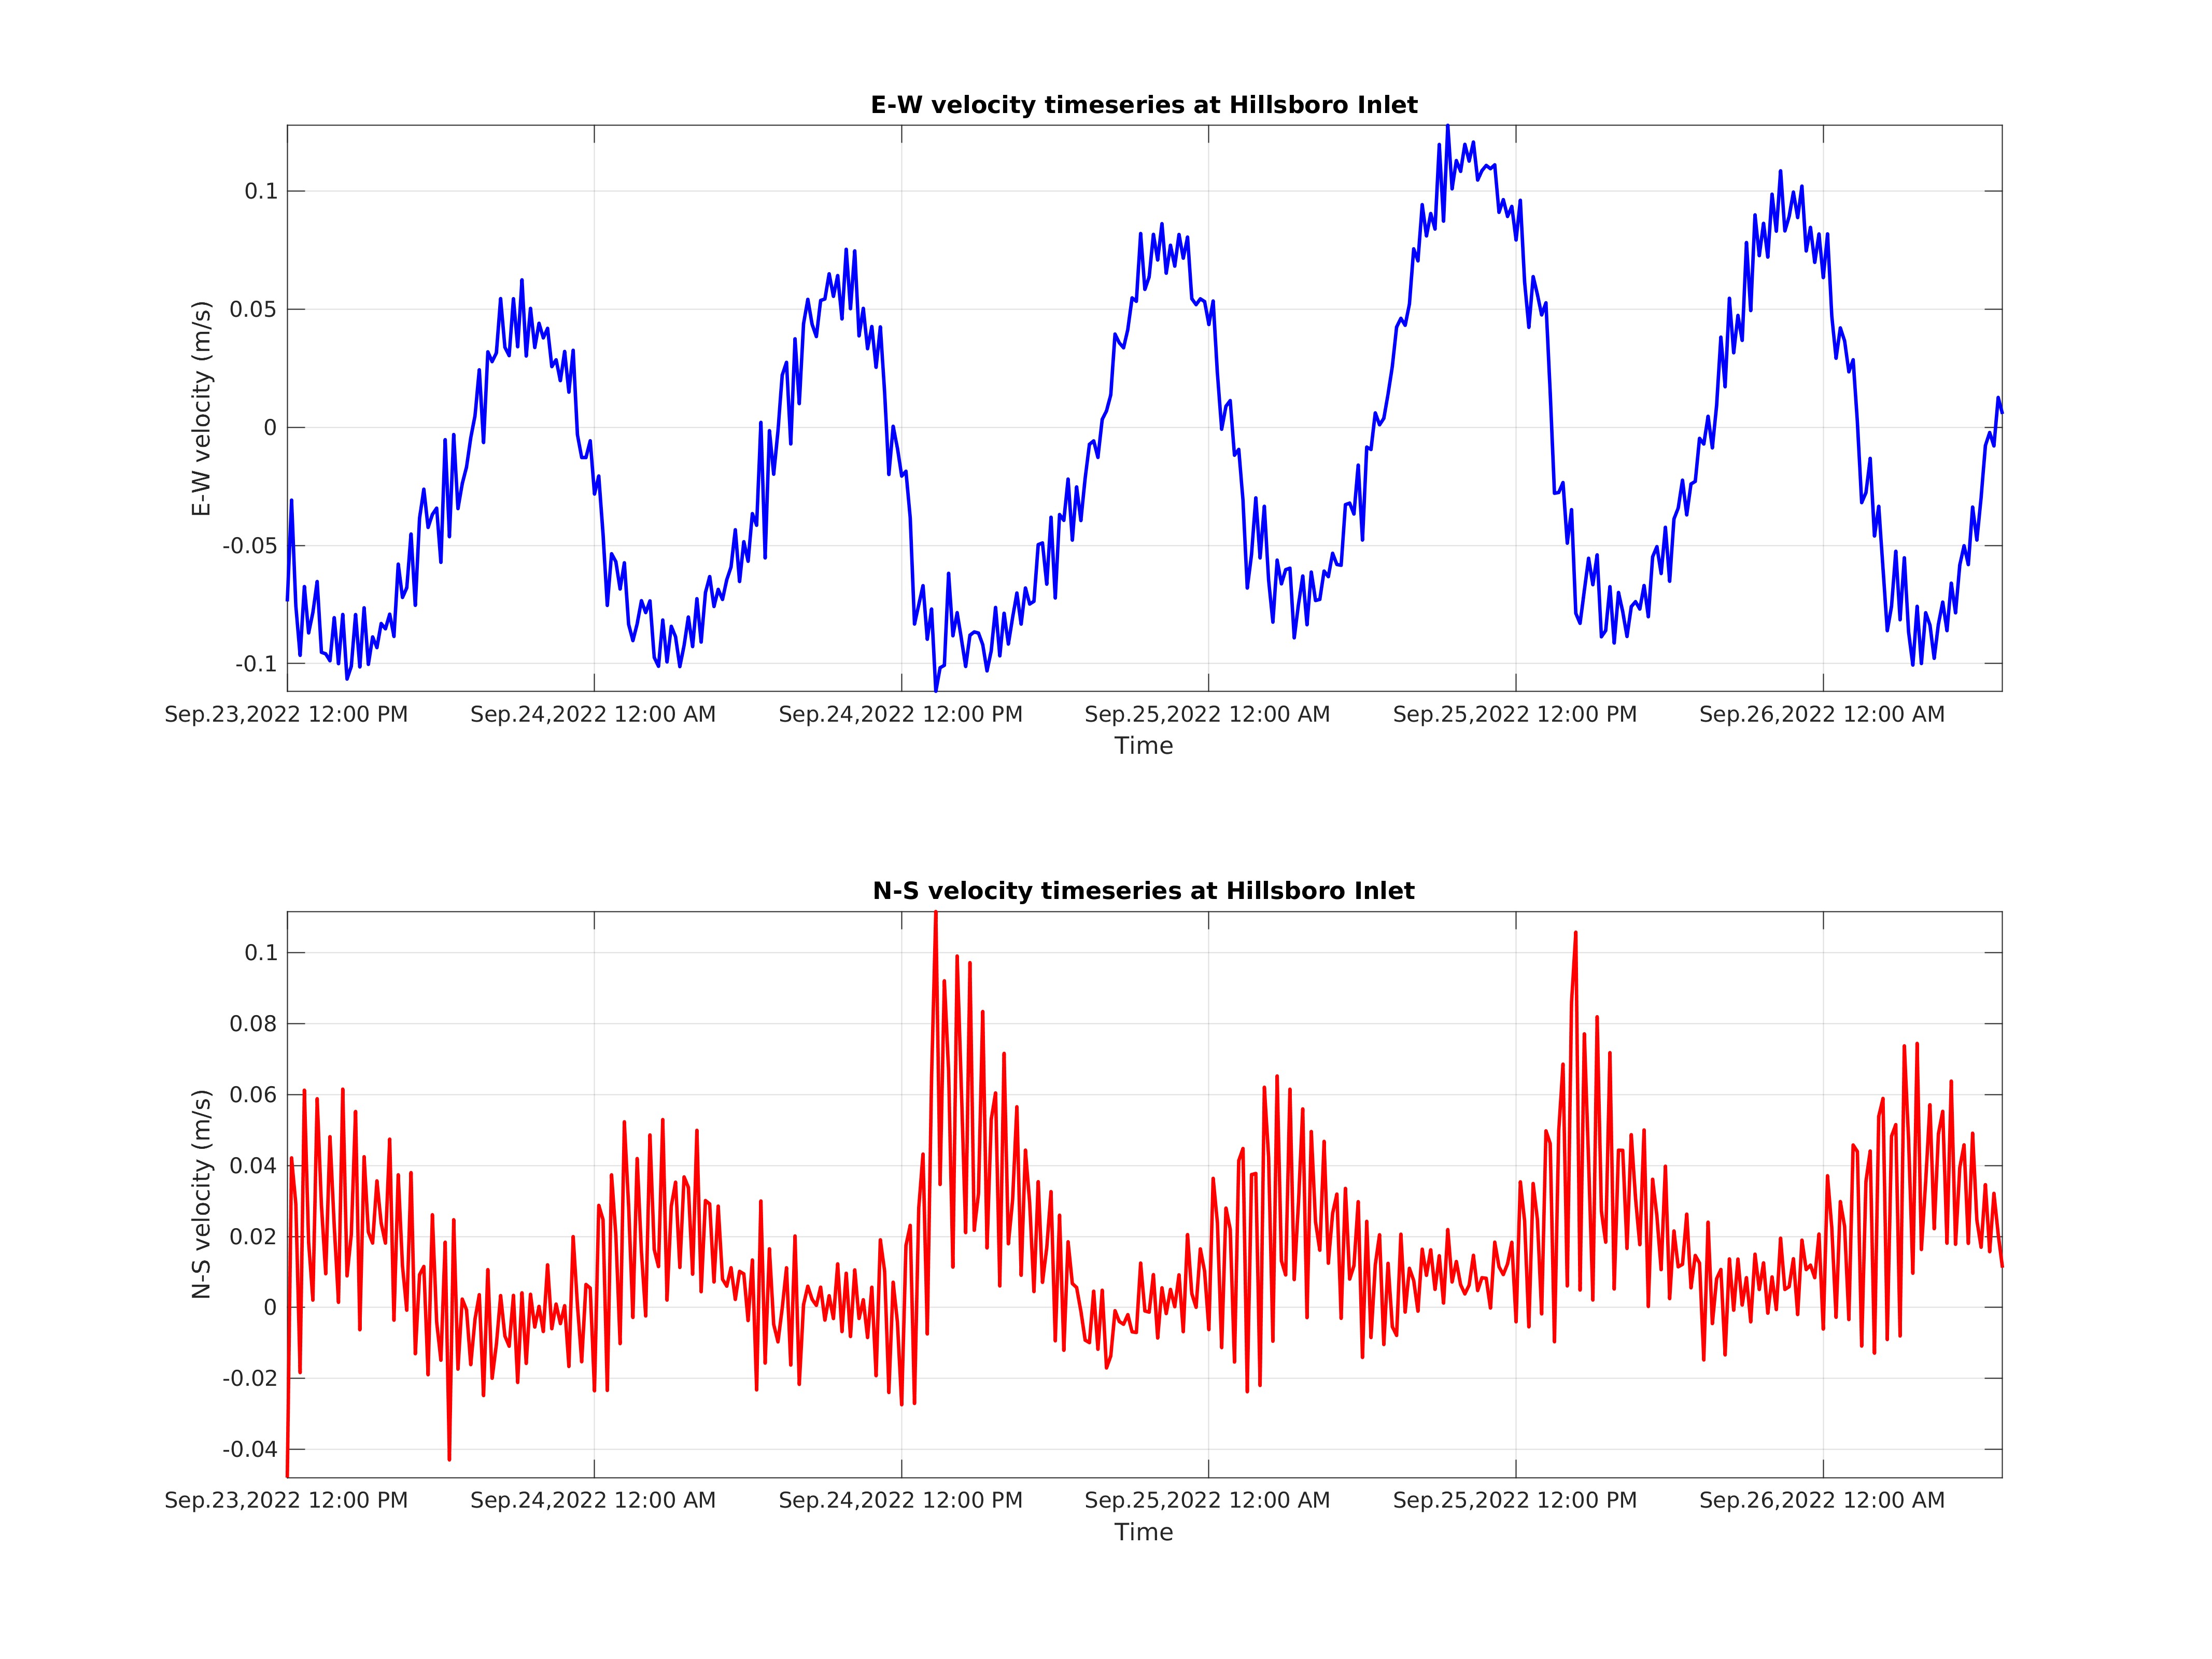 E-W velocity timeseries at Hillsboro Inlet
E-W velocity (m/s)
0.1
0.05
0
-0.05
-0.1
Sep.23,2022 12:00 PM Sep.24,2022 12:00 AM Sep.24,2022 12:00 PM Sep.25,2022 12:00 AM Sep.25,2022 12:00 PM Sep.26,2022 12:00 AM
Time
N-S velocity timeseries at Hillsboro Inlet
N-S velocity (m/s)
0.1
0.08
0.06
0.04
0.02
0
-0.02
-0.04
Sep.23,2022 12:00 PM Sep.24,2022 12:00 AM Sep.24,2022 12:00 PM Sep.25,2022 12:00 AM Sep.25,2022 12:00 PM Sep.26,2022 12:00 AM
Time